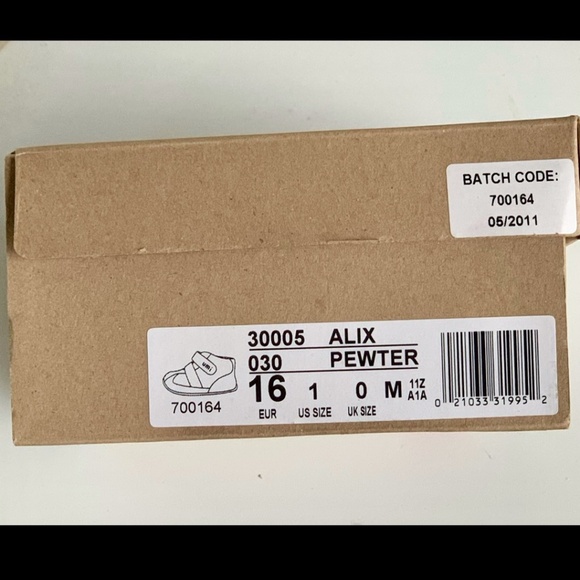 BATCH CODE:
700164
05/2011
30005 ALIX
030 PEWTER
16 1 0 M 11Z
EUR US SIZE UK SIZE A1A
700164
0 21033 31995 2